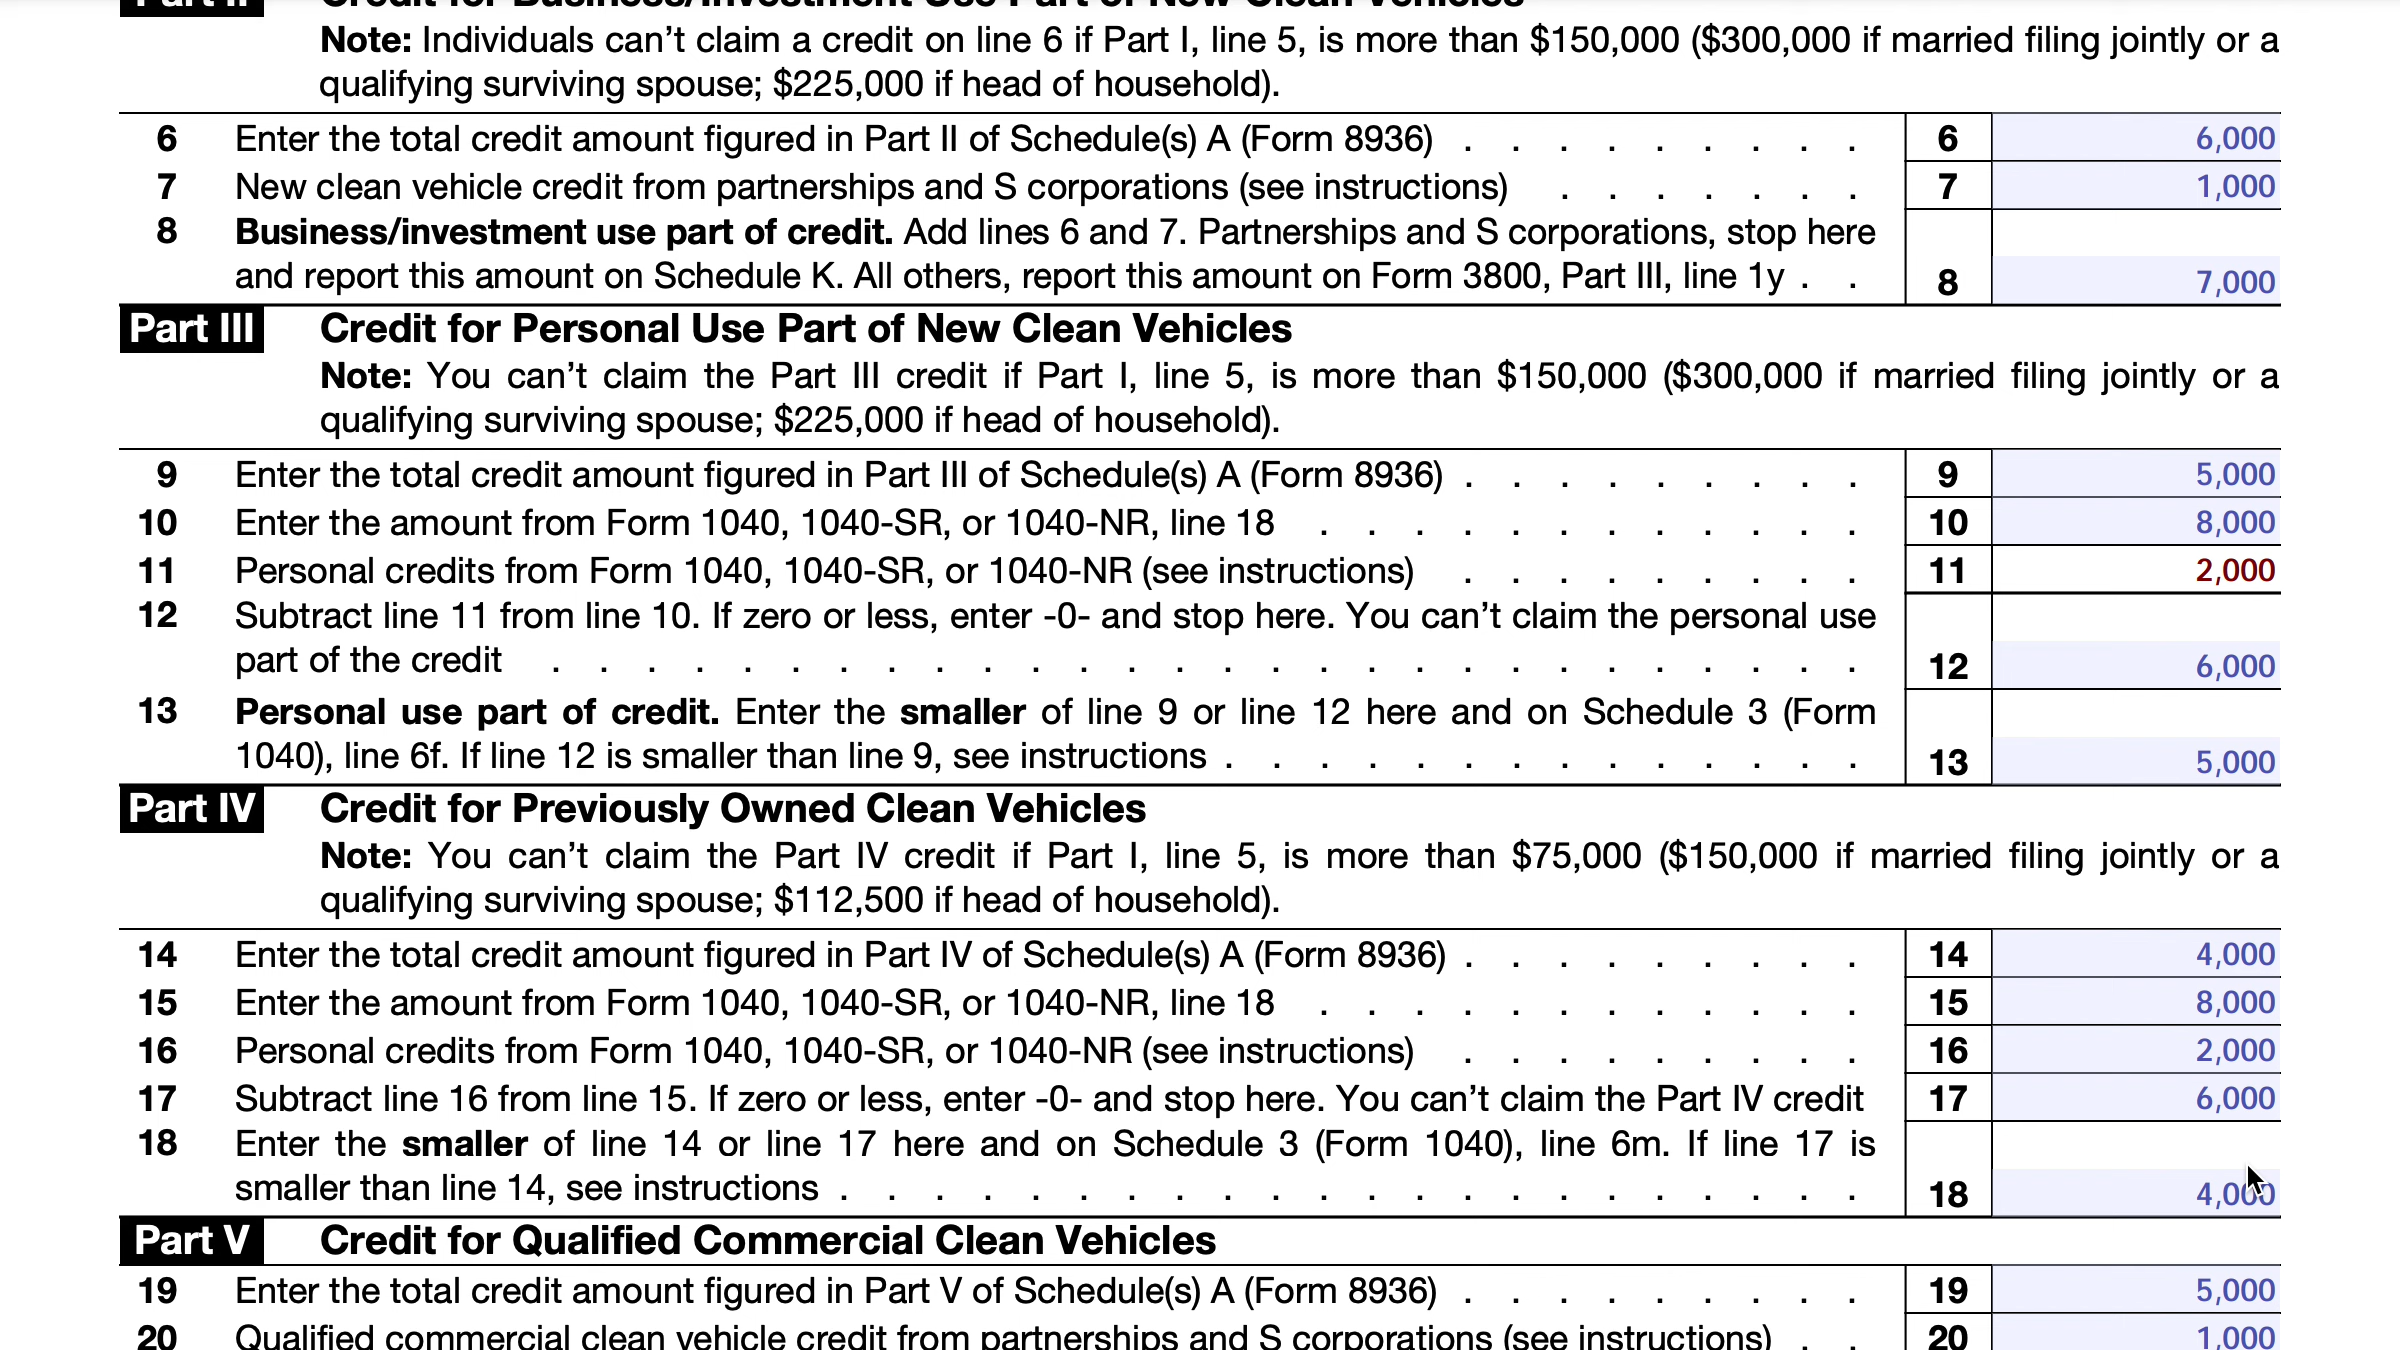 Part II Credit for Business/Investment Use Part of New Clean Vehicles
Note: Individuals can’t claim a credit on line 6 if Part I, line 5, is more than $150,000 ($300,000 if married filing jointly or a
qualifying surviving spouse; $225,000 if head of household).
6 Enter the total credit amount figured in Part II of Schedule(s) A (Form 8936) . . . . . . . . . 6 6,000
7 New clean vehicle credit from partnerships and S corporations (see instructions) . . . . . . . 7 1,000
8 Business/investment use part of credit. Add lines 6 and 7. Partnerships and S corporations, stop here
and report this amount on Schedule K. All others, report this amount on Form 3800, Part III, line 1y . . 8 7,000
Part III Credit for Personal Use Part of New Clean Vehicles
Note: You can’t claim the Part III credit if Part I, line 5, is more than $150,000 ($300,000 if married filing jointly or a
qualifying surviving spouse; $225,000 if head of household).
9 Enter the total credit amount figured in Part III of Schedule(s) A (Form 8936) . . . . . . . . . 9 5,000
10 Enter the amount from Form 1040, 1040-SR, or 1040-NR, line 18 . . . . . . . . . . . . 10 8,000
11 Personal credits from Form 1040, 1040-SR, or 1040-NR (see instructions) . . . . . . . . . 11 2,000
12 Subtract line 11 from line 10. If zero or less, enter -0- and stop here. You can’t claim the personal use
part of the credit . . . . . . . . . . . . . . . . . . . . . . . . . . . . 12 6,000
13 Personal use part of credit. Enter the smaller of line 9 or line 12 here and on Schedule 3 (Form
1040), line 6f. If line 12 is smaller than line 9, see instructions . . . . . . . . . . . . . . 13 5,000
Part IV Credit for Previously Owned Clean Vehicles
Note: You can’t claim the Part IV credit if Part I, line 5, is more than $75,000 ($150,000 if married filing jointly or a
qualifying surviving spouse; $112,500 if head of household).
14 Enter the total credit amount figured in Part IV of Schedule(s) A (Form 8936) . . . . . . . . . 14 4,000
15 Enter the amount from Form 1040, 1040-SR, or 1040-NR, line 18 . . . . . . . . . . . . 15 8,000
16 Personal credits from Form 1040, 1040-SR, or 1040-NR (see instructions) . . . . . . . . . 16 2,000
17 Subtract line 16 from line 15. If zero or less, enter -0- and stop here. You can’t claim the Part IV credit 17 6,000
18 Enter the smaller of line 14 or line 17 here and on Schedule 3 (Form 1040), line 6m. If line 17 is
smaller than line 14, see instructions . . . . . . . . . . . . . . . . . . . . . . 18 4,000
Part V Credit for Qualified Commercial Clean Vehicles
19 Enter the total credit amount figured in Part V of Schedule(s) A (Form 8936) . . . . . . . . . 19 5,000
20 Qualified commercial clean vehicle credit from partnerships and S corporations (see instructions) . . 20 1,000